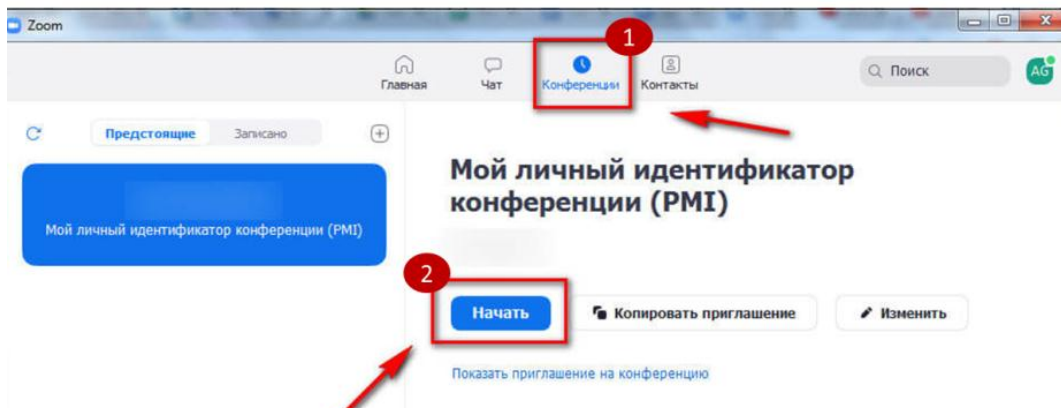 Zoom
1
Главная Чат Конференции Контакты
Поиск AG
Предстоящие Записано
Мой личный идентификатор
конференции (PMI)
Мой личный идентификатор конференции (PMI)
2
Начать Копировать приглашение Изменить
Показать приглашение на конференцию